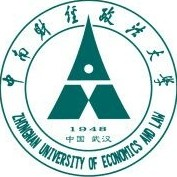 中南财经政法大学
1948
中国 武汉
ZHONGNAN UNIVERSITY OF ECONOMICS AND LAW